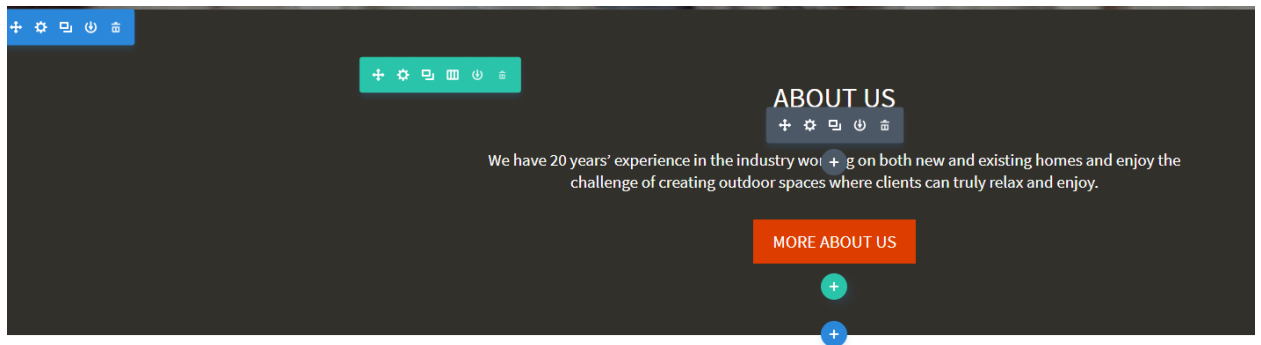 ABOUT US
We have 20 years’ experience in the industry wor g on both new and existing homes and enjoy the
challenge of creating outdoor spaces where clients can truly relax and enjoy.
MORE ABOUT US